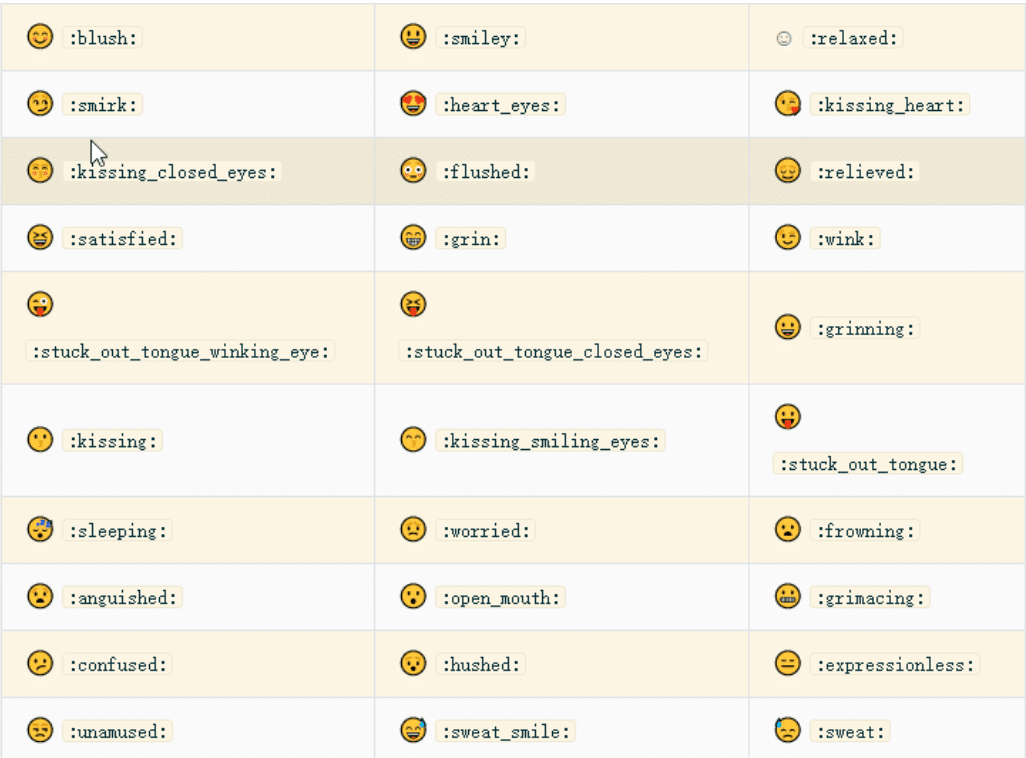 :blush: :smiley: :relaxed:
:smirk: :heart_eyes: :kissing_heart:
:kissing_closed_eyes: :flushed: :relieved:
:satisfied: :grin: :wink:
:stuck_out_tongue_winking_eye: :stuck_out_tongue_closed_eyes: :grinning:
:kissing: :kissing_smiling_eyes: :stuck_out_tongue:
:sleeping: :worried: :frowning:
:anguished: :open_mouth: :grimacing:
:confused: :hushed: :expressionless:
:unamused: :sweat_smile: :sweat: